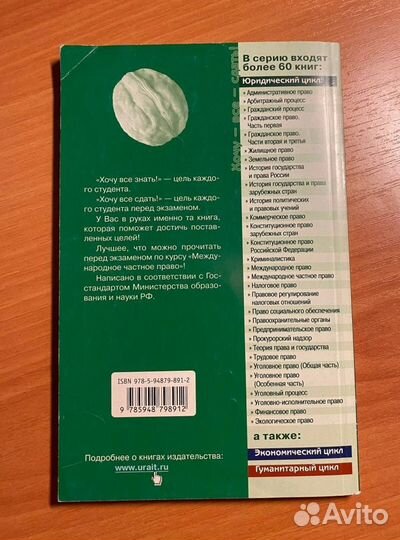 «Хочу все знать!» — цель каждо-
го студента.
«Хочу все сдать!» — цель каждо-
го студента перед экзаменом.
У Вас в руках именно та книга,
которая поможет достичь постав-
ленных целей!
Лучшее, что можно прочитать
перед экзаменом по курсу «Между-
народное частное право»!
Написано в соответствии с Гос-
стандартом Министерства образо-
вания и науки РФ.
ISBN 978-5-94879-891-2
9 785948 798912
Подробнее о книгах издательства:
www.urait.ru
Хочу — все — сдать!
В серию входят
более 60 книг:
Юридический цикл:
Административное право
Арбитражный процесс
Гражданский процесс
Гражданское право.
Часть первая
Гражданское право.
Части вторая и третья
Жилищное право
Земельное право
История государства
и права России
История государства и права
зарубежных стран
История политических
и правовых учений
Коммерческое право
Конституционное право
зарубежных стран
Конституционное право
Российской Федерации
Криминалистика
Международное право
Международное частное право
Налоговое право
Правовое регулирование
налоговых отношений
Право социального обеспечения
Правоохранительные органы
Предпринимательское право
Прокурорский надзор
Теория права и государства
Трудовое право
Уголовное право (Общая часть)
Уголовное право
(Особенная часть)
Уголовный процесс
Уголовно-исполнительное право
Финансовое право
Экологическое право
а также:
Экономический цикл
Гуманитарный цикл
Avito